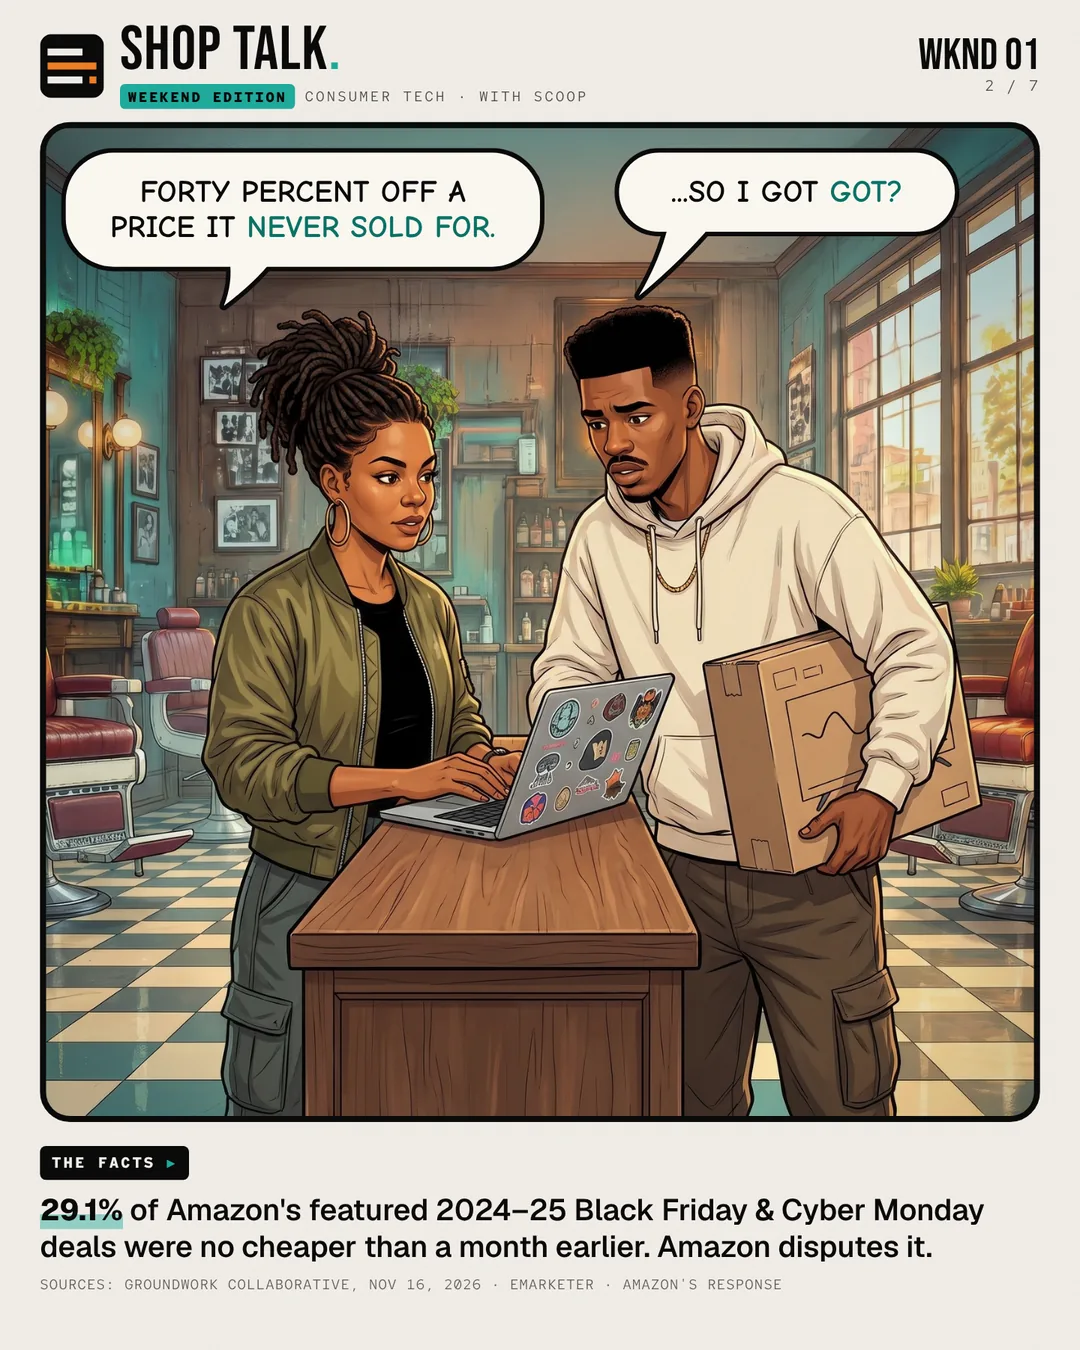 SHOP TALK.
WEEKEND EDITION CONSUMER TECH · WITH SCOOP
WKND 01
2 / 7
FORTY PERCENT OFF A
PRICE IT NEVER SOLD FOR.
...SO I GOT GOT?
THE FACTS ▸
29.1% of Amazon's featured 2024–25 Black Friday & Cyber Monday
deals were no cheaper than a month earlier. Amazon disputes it.
SOURCES: GROUNDWORK COLLABORATIVE, NOV 16, 2026 · EMARKETER · AMAZON'S RESPONSE